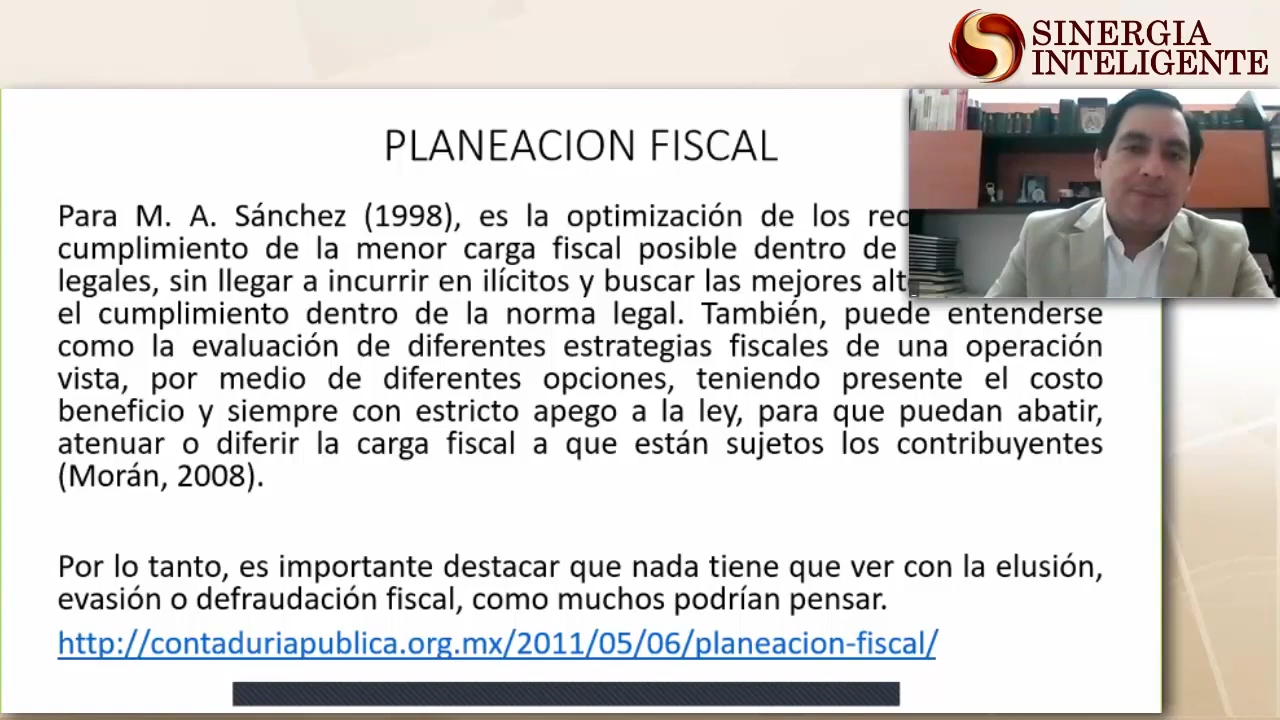 SINERGIA
INTELIGENTE
PLANEACION FISCAL
Para M. A. Sánchez (1998), es la optimización de los
cumplimiento de la menor carga fiscal posible dentro de
legales, sin llegar a incurrir en ilícitos y buscar las mejores
el cumplimiento dentro de la norma legal. También, puede entenderse
como la evaluación de diferentes estrategias fiscales de una operación
vista, por medio de diferentes opciones, teniendo presente el costo
beneficio y siempre con estricto apego a la ley, para que puedan abatir,
atenuar o diferir la carga fiscal a que están sujetos los contribuyentes
(Morán, 2008).
Por lo tanto, es importante destacar que nada tiene que ver con la elusión,
evasión o defraudación fiscal, como muchos podrían pensar.
http://contaduriapublica.org.mx/2011/05/06/planeacion-fiscal/